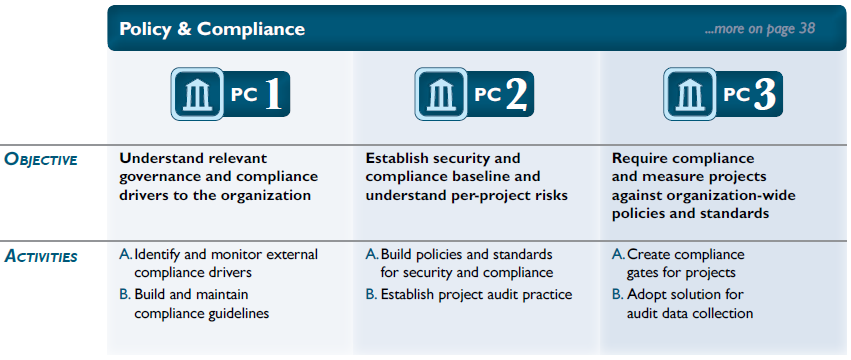 Policy & Compliance
...more on page 38
PC 1
PC 2
PC 3
OBJECTIVE
Understand relevant
governance and compliance
drivers to the organization
Establish security and
compliance baseline and
understand per-project risks
Require compliance
and measure projects
against organization-wide
policies and standards
ACTIVITIES
A. Identify and monitor external
compliance drivers
B. Build and maintain
compliance guidelines
A. Build policies and standards
for security and compliance
B. Establish project audit practice
A. Create compliance
gates for projects
B. Adopt solution for
audit data collection